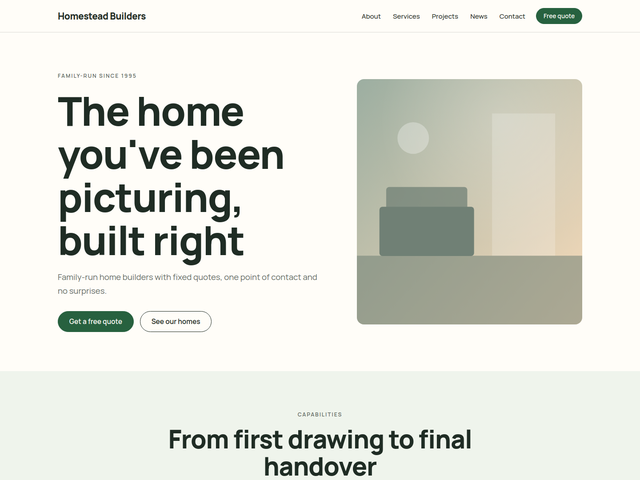 Homestead Builders
About Services Projects News Contact Free quote
FAMILY-RUN SINCE 1995
The home
you've been
picturing,
built right
Family-run home builders with fixed quotes, one point of contact and
no surprises.
Get a free quote See our homes
CAPABILITIES
From first drawing to final
handover